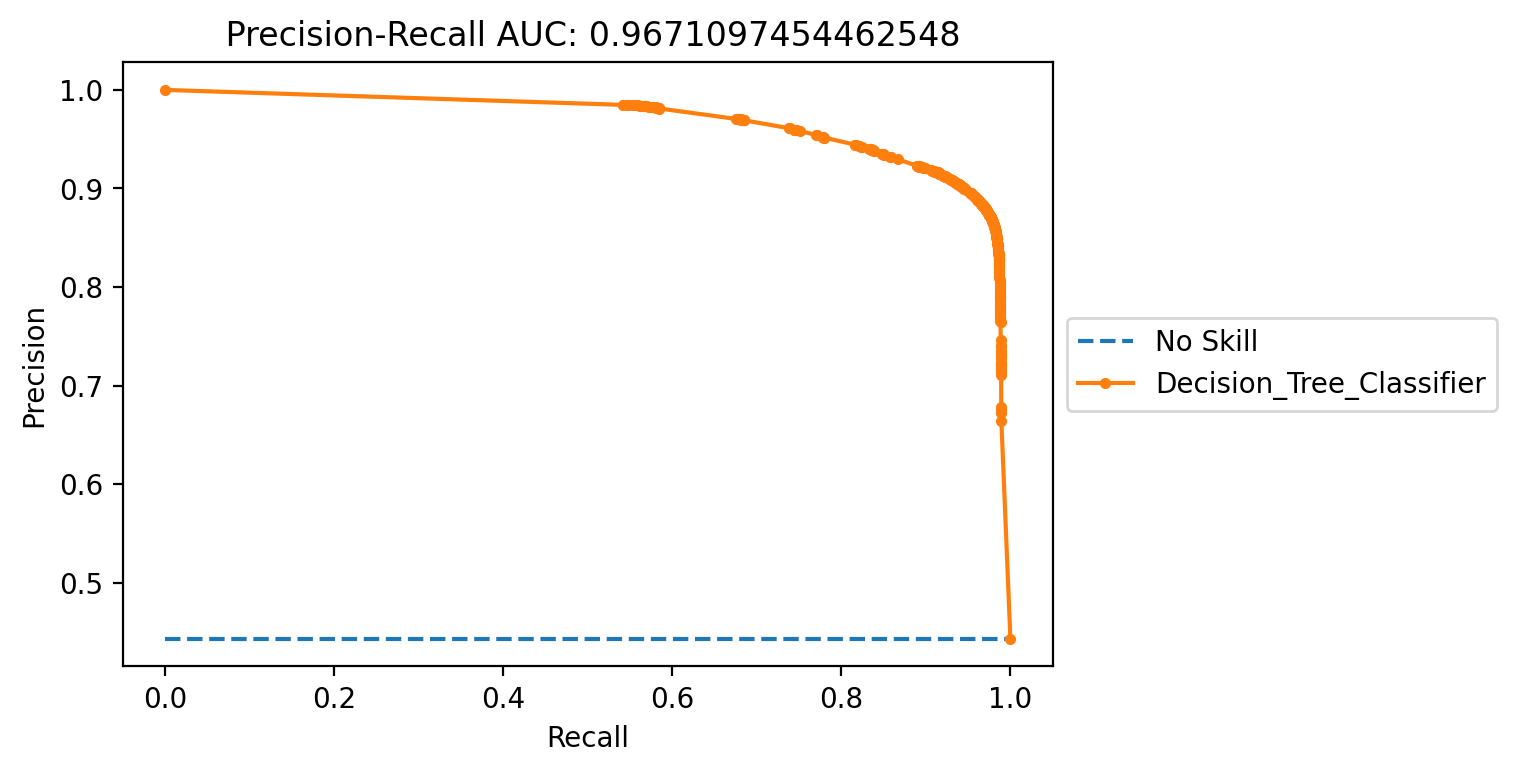 Precision-Recall AUC: 0.9671097454462548
1.0
0.9
0.8
0.7
0.6
0.5
Precision
0.0 0.2 0.4 0.6 0.8 1.0
Recall
No Skill
Decision_Tree_Classifier